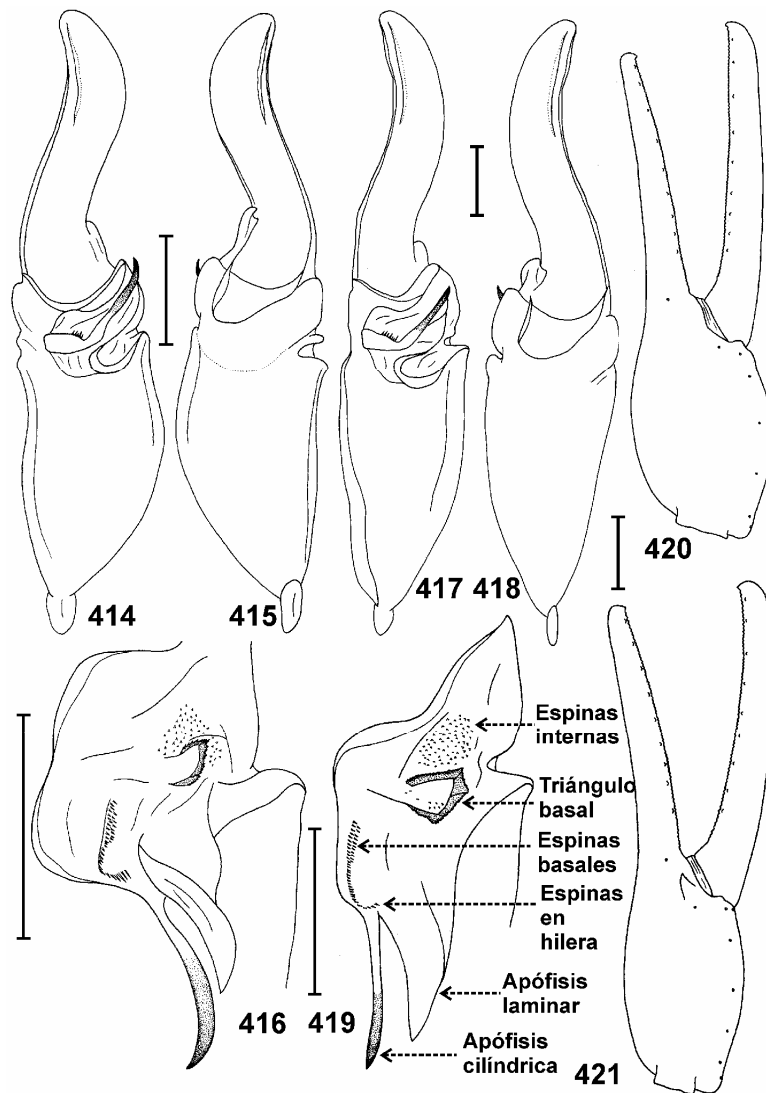 420
414
415
417
418
Espinas
internas
Triángulo
basal
Espinas
basales
Espinas
en
hilera
Apófisis
laminar
Apófisis
cilíndrica
416
419
421